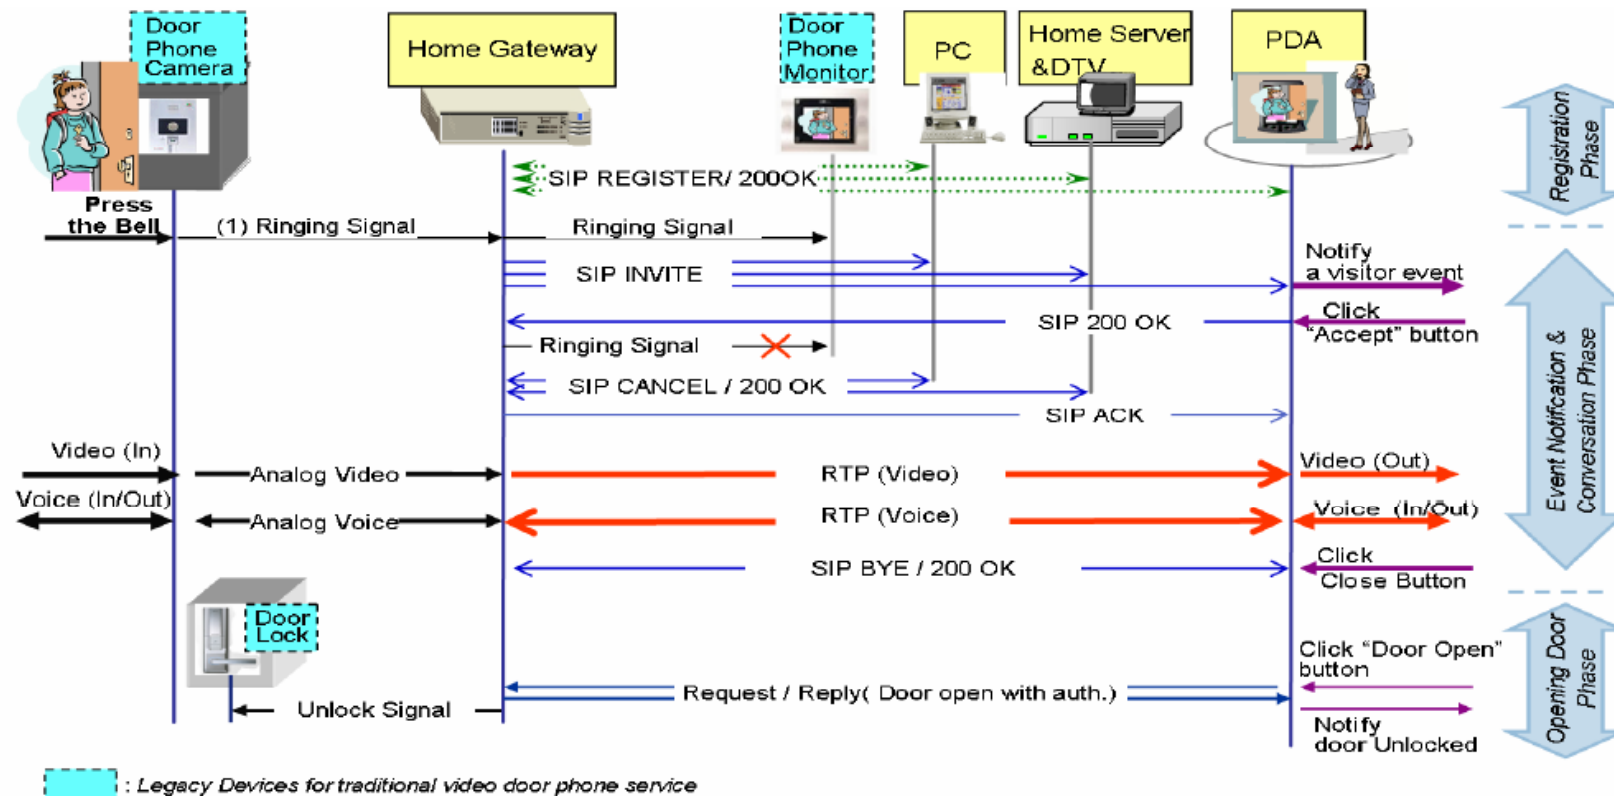 Door
Phone
Camera
Home Gateway
Door
Phone
Monitor
PC
Home Server
&DTV
PDA
Registration
Phase
SIP REGISTER/ 200OK
Press
the Bell
(1) Ringing Signal
Ringing Signal
SIP INVITE
Notify
a visitor event
SIP 200 OK
Click
"Accept" button
Ringing Signal
SIP CANCEL / 200 OK
SIP ACK
Event Notification &
Conversation Phase
Video (In)
Analog Video
RTP (Video)
Video (Out)
Voice (In/Out)
Analog Voice
RTP (Voice)
Voice (In/Out)
SIP BYE / 200 OK
Click
Close Button
Door
Lock
Click "Door Open"
button
Request / Reply( Door open with auth.)
Unlock Signal
Notify
door Unlocked
Opening Door
Phase
: Legacy Devices for traditional video door phone service